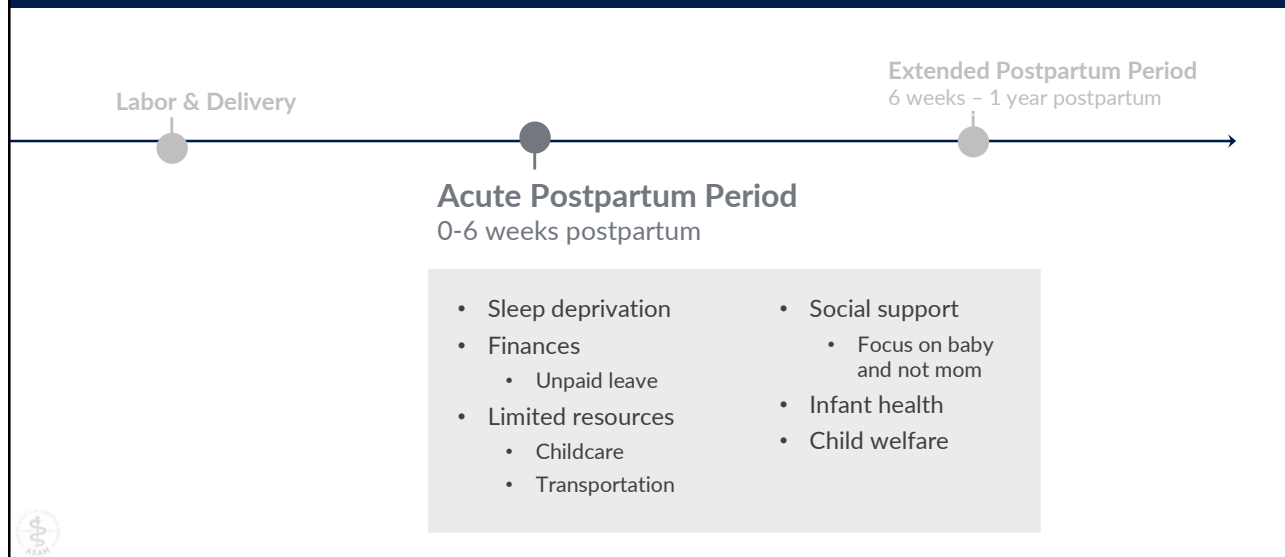 Labor & Delivery
Extended Postpartum Period
6 weeks – 1 year postpartum
Acute Postpartum Period
0-6 weeks postpartum
• Sleep deprivation
• Finances
• Unpaid leave
• Limited resources
• Childcare
• Transportation
• Social support
• Focus on baby
and not mom
• Infant health
• Child welfare
ASAM